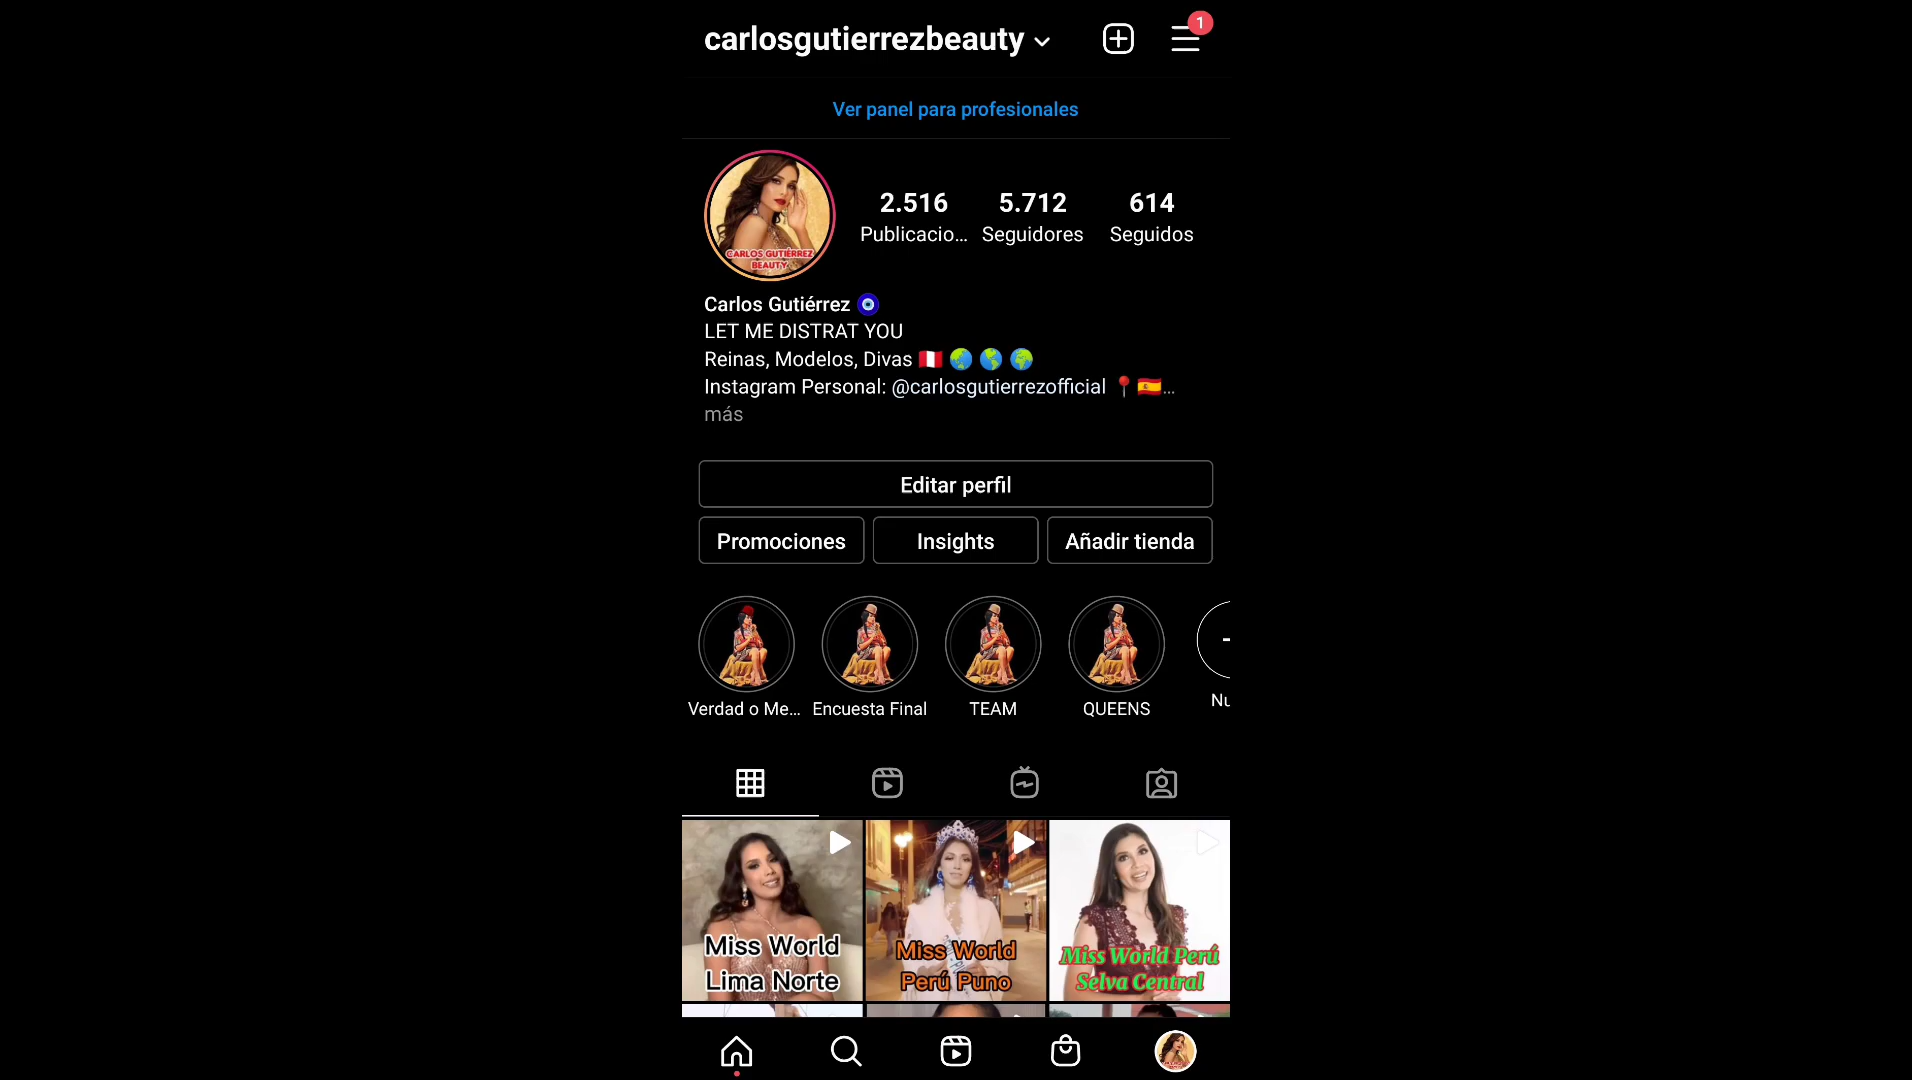 carlosgutierrezbeauty
1
Ver panel para profesionales
CARLOS GUTIÉRREZ
BEAUTY
2.516
5.712
614
Publicacio...
Seguidores
Seguidos
Carlos Gutiérrez 🧿
LET ME DISTRAT YOU
Reinas, Modelos, Divas 🇵🇪 🌏 🌎 🌍
Instagram Personal: @carlosgutierrezofficial 📍🇪🇸...
más
Editar perfil
Promociones
Insights
Añadir tienda
Verdad o Me...
Encuesta Final
TEAM
QUEENS
Nu
Miss World
Lima Norte
Miss World
Perú Puno
Miss World Perú
Selva Central